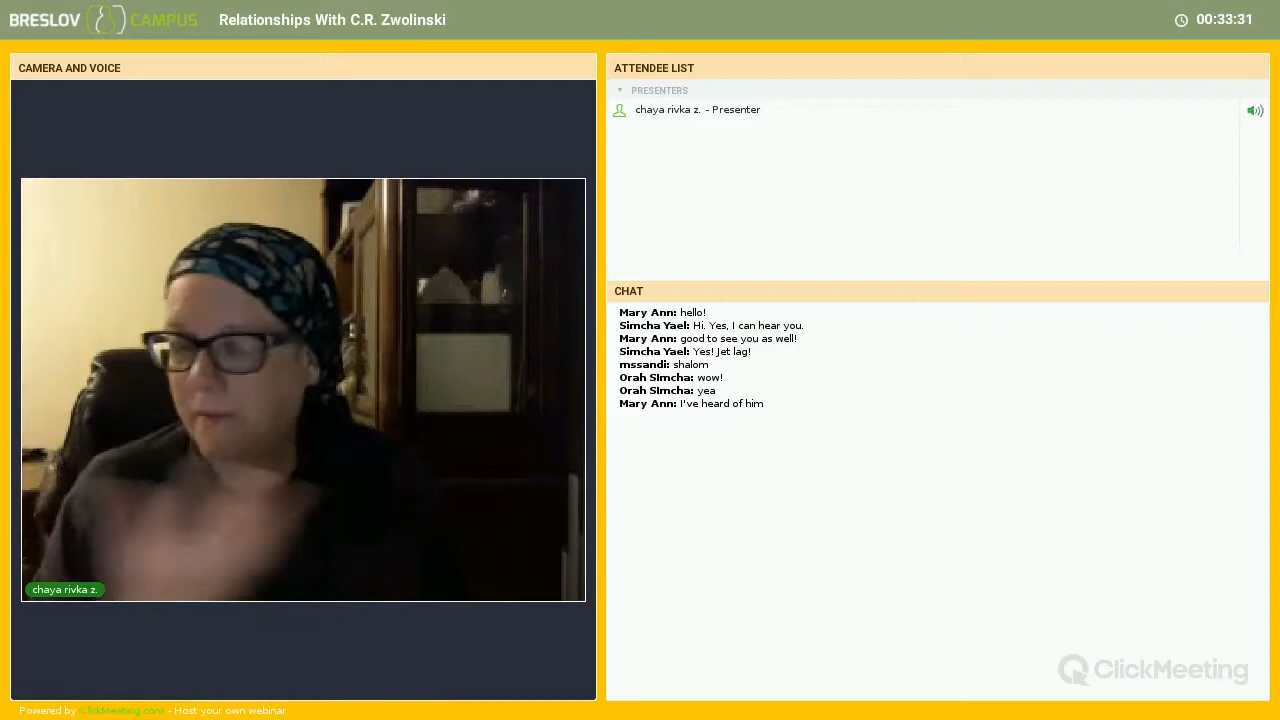 BRESLOV CAMPUS Relationships With C.R. Zwolinski 00:33:31
CAMERA AND VOICE
chaya rivka z.
ATTENDEE LIST
PRESENTERS
chaya rivka z. - Presenter
CHAT
Mary Ann: hello!
Simcha Yael: Hi. Yes, I can hear you.
Mary Ann: good to see you as well!
Simcha Yael: Yes! Jet lag!
mssandi: shalom
Orah SImcha: wow!
Orah SImcha: yea
Mary Ann: I've heard of him
ClickMeeting
Powered by ClickMeeting.com - Host your own webinar